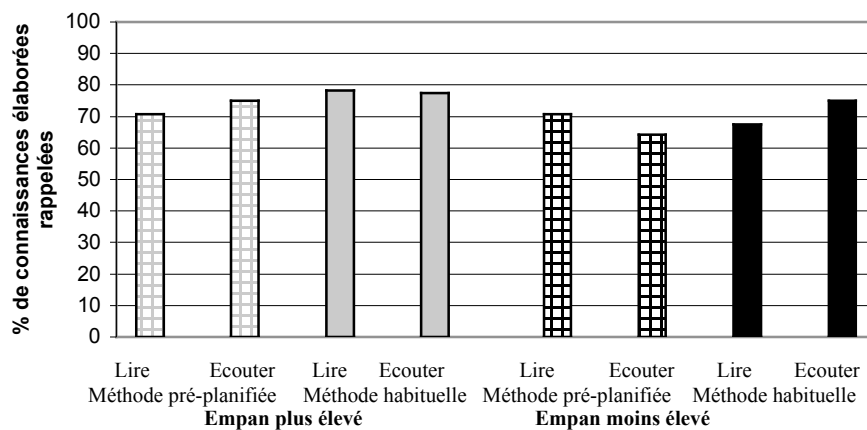 % de connaissances élaborées
rappelées
100
90
80
70
60
50
40
30
20
10
0
Lire Ecouter Lire Ecouter Lire Ecouter Lire Ecouter
Méthode pré-planifiée Méthode habituelle Méthode pré-planifiée Méthode habituelle
Empan plus élevé Empan moins élevé